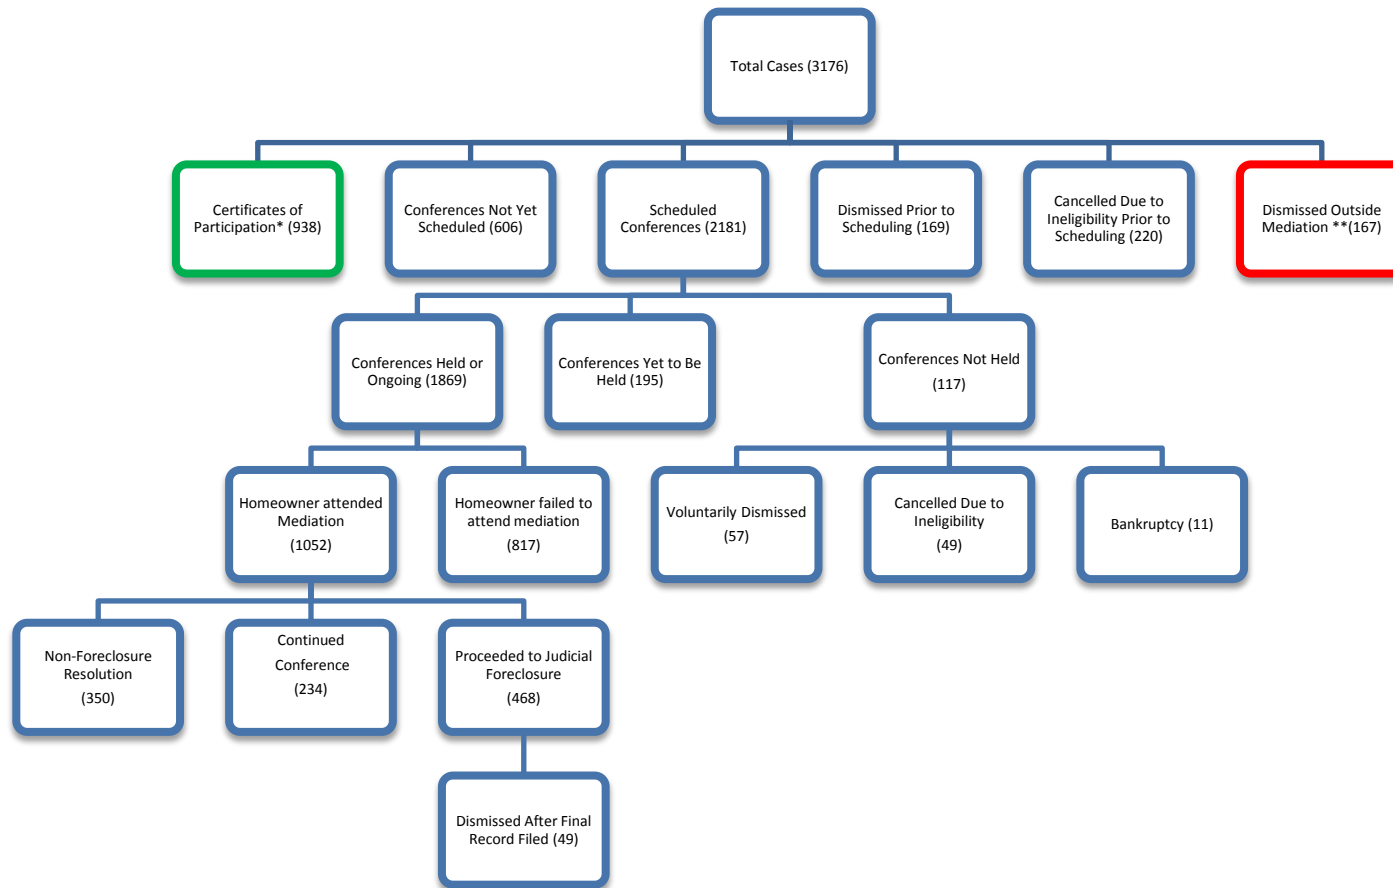 Total Cases (3176)
Certificates of
Participation* (938)
Conferences Not Yet
Scheduled (606)
Scheduled
Conferences (2181)
Dismissed Prior to
Scheduling (169)
Cancelled Due to
Ineligibility Prior to
Scheduling (220)
Dismissed Outside
Mediation **(167)
Conferences Held or
Ongoing (1869)
Conferences Yet to Be
Held (195)
Conferences Not Held
(117)
Homeowner attended
Mediation
(1052)
Homeowner failed to
attend mediation
(817)
Voluntarily Dismissed
(57)
Cancelled Due to
Ineligibility
(49)
Bankruptcy (11)
Non-Foreclosure
Resolution
(350)
Continued
Conference
(234)
Proceeded to Judicial
Foreclosure
(468)
Dismissed After Final
Record Filed (49)